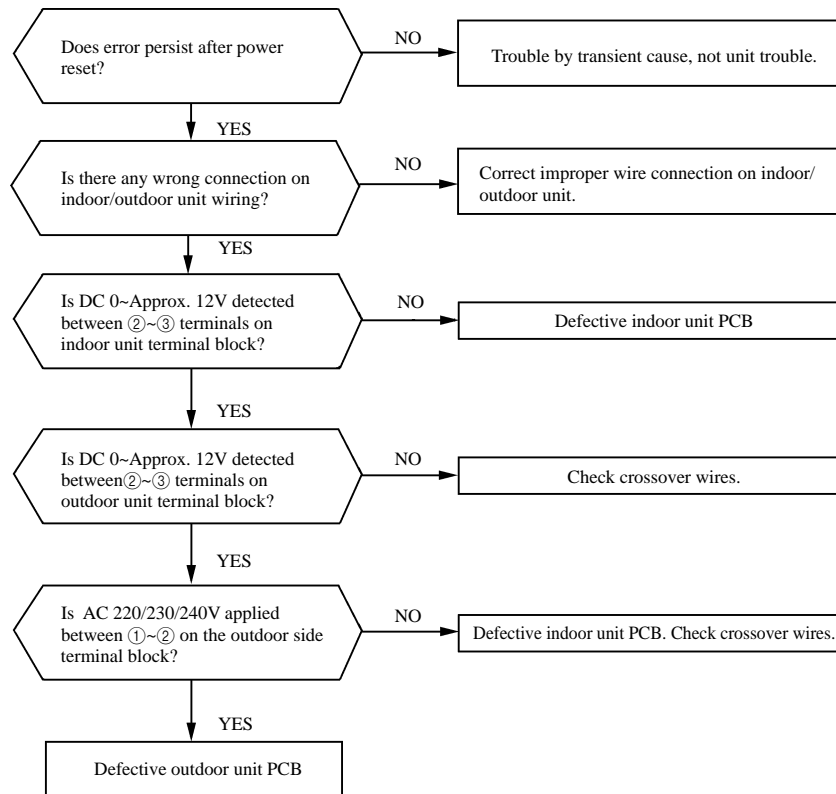 Does error persist after power
reset?
NO
Trouble by transient cause, not unit trouble.
YES
Is there any wrong connection on
indoor/outdoor unit wiring?
NO
Correct improper wire connection on indoor/
outdoor unit.
YES
Is DC 0~Approx. 12V detected
between ②~③ terminals on
indoor unit terminal block?
NO
Defective indoor unit PCB
YES
Is DC 0~Approx. 12V detected
between②~③ terminals on
outdoor unit terminal block?
NO
Check crossover wires.
YES
Is AC 220/230/240V applied
between ①~② on the outdoor side
terminal block?
NO
Defective indoor unit PCB. Check crossover wires.
YES
Defective outdoor unit PCB